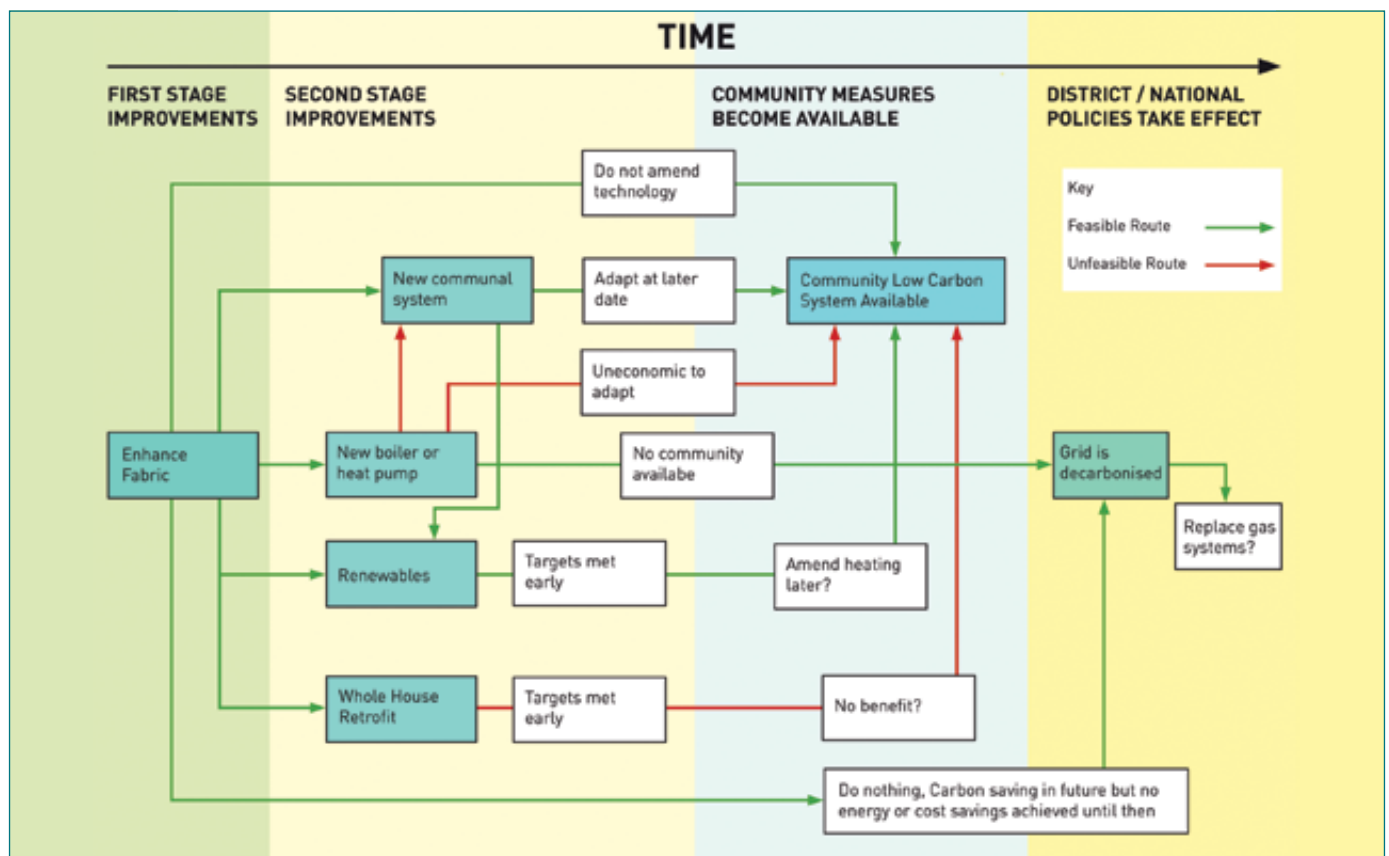 TIME
FIRST STAGE
IMPROVEMENTS
SECOND STAGE
IMPROVEMENTS
COMMUNITY MEASURES
BECOME AVAILABLE
DISTRICT / NATIONAL
POLICIES TAKE EFFECT
Do not amend
technology
Key
Feasible Route
Unfeasible Route
New communal
system
Adapt at later
date
Community Low Carbon
System Available
Uneconomic to
adapt
Enhance
Fabric
New boiler or
heat pump
No community
availabe
Grid is
decarbonised
Replace gas
systems?
Renewables
Targets met
early
Amend heating
later?
Whole House
Retrofit
Targets met
early
No benefit?
Do nothing, Carbon saving in future but no
energy or cost savings achieved until then